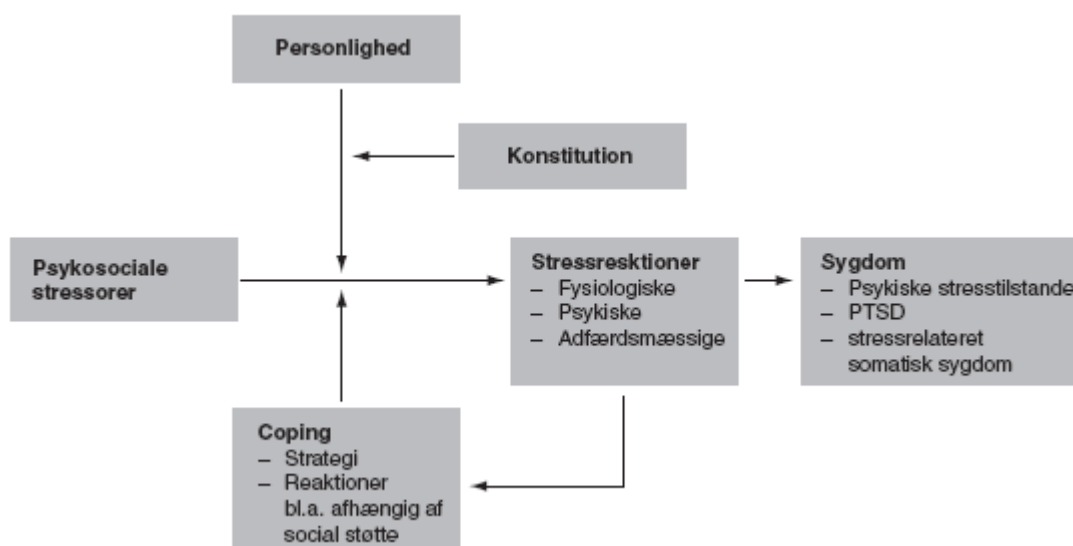 Personlighed
Konstitution
Psykosociale
stressorer
Stressresktioner
– Fysiologiske
– Psykiske
– Adfærdsmæssige
Sygdom
– Psykiske stresstilstande
– PTSD
– stressrelateret
somatisk sygdom
Coping
– Strategi
– Reaktioner
bl.a. afhængig af
social støtte